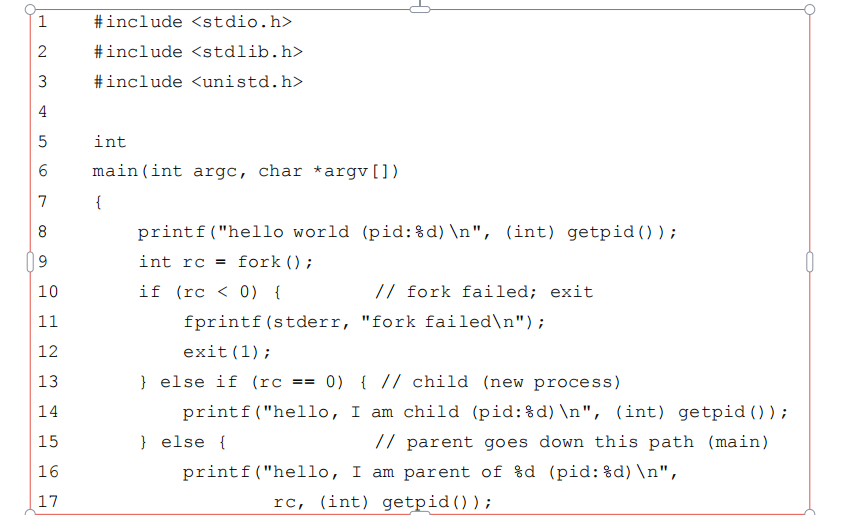 1 #include <stdio.h>
2 #include <stdlib.h>
3 #include <unistd.h>
4
5 int
6 main(int argc, char *argv[])
7 {
8 printf("hello world (pid:%d)\n", (int) getpid());
9 int rc = fork();
10 if (rc < 0) { // fork failed; exit
11 fprintf(stderr, "fork failed\n");
12 exit(1);
13 } else if (rc == 0) { // child (new process)
14 printf("hello, I am child (pid:%d)\n", (int) getpid());
15 } else { // parent goes down this path (main)
16 printf("hello, I am parent of %d (pid:%d)\n",
17 rc, (int) getpid());